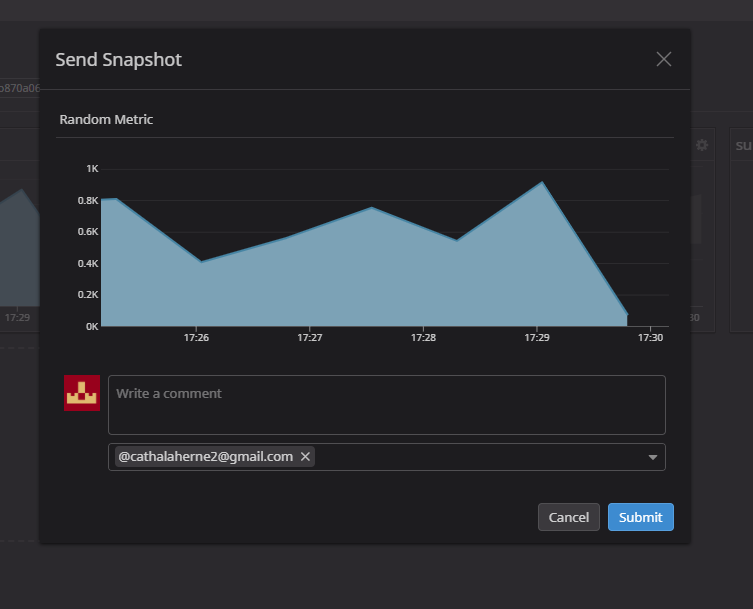 Send Snapshot
b870a06
Random Metric
su
1K
0.8K
0.6K
0.4K
0.2K
0K
17:29
17:26
17:27
17:28
17:29
17:30
30
Write a comment
@cathalaherne2@gmail.com
Cancel
Submit